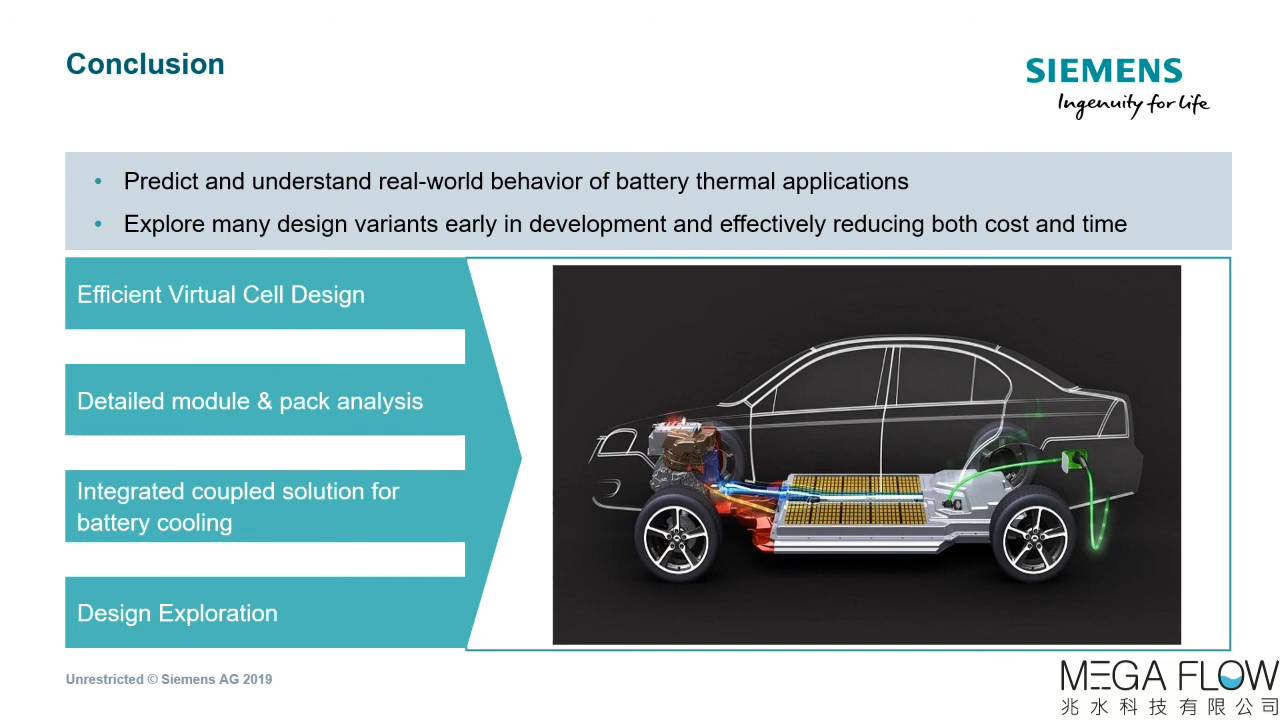 Conclusion
SIEMENS
Ingenuity for life
• Predict and understand real-world behavior of battery thermal applications
• Explore many design variants early in development and effectively reducing both cost and time
Efficient Virtual Cell Design
Detailed module & pack analysis
Integrated coupled solution for
battery cooling
Design Exploration
Unrestricted © Siemens AG 2019
MEGA FLOW
兆水科技有限公司